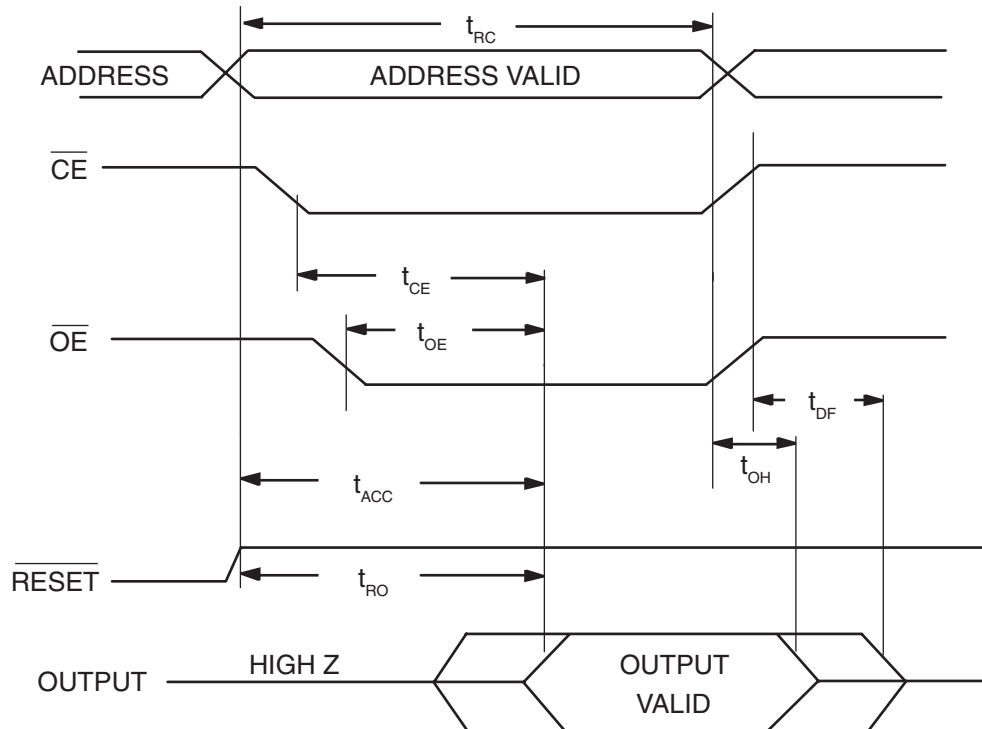 tRC
ADDRESS
ADDRESS VALID
CE
tCE
OE
tOE
tDF
tOH
tACC
RESET
tRO
HIGH Z
OUTPUT
OUTPUT
VALID